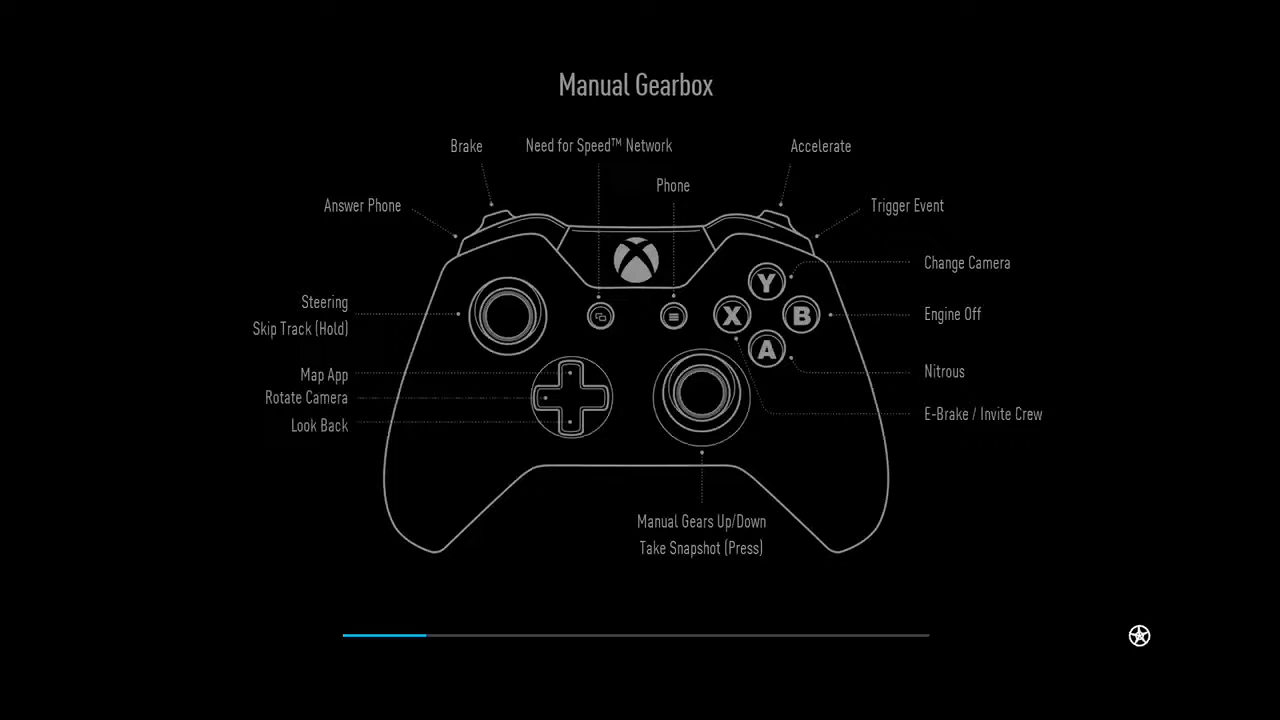 Manual Gearbox
Brake
Need for Speed™ Network
Accelerate
Phone
Answer Phone
Trigger Event
Change Camera
Y
Steering
X
B
Engine Off
Skip Track (Hold)
A
Map App
Nitrous
Rotate Camera
E-Brake / Invite Crew
Look Back
Manual Gears Up/Down
Take Snapshot (Press)